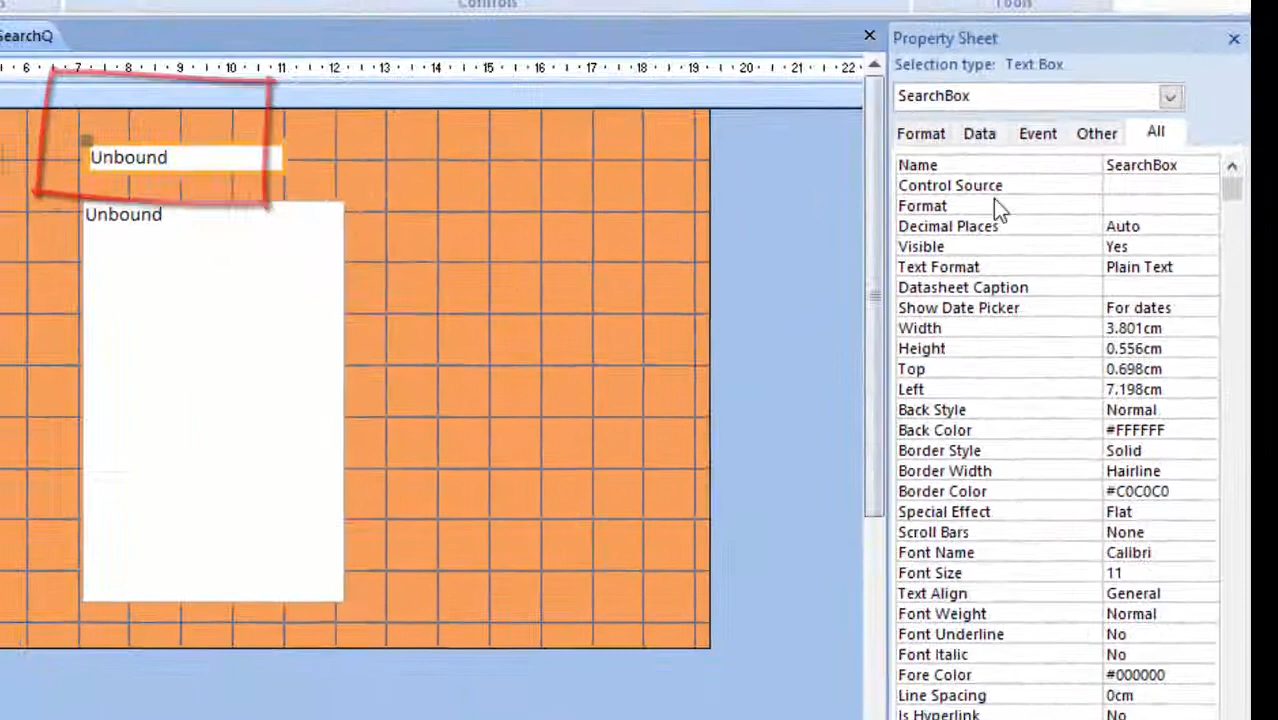 Controls
Tools
SearchQ
6 7 8 9 10 11 12 13 14 15 16 17 18 19 20 21 22
Unbound
Unbound
Property Sheet
Selection type: Text Box
SearchBox
Format Data Event Other All
Name SearchBox
Control Source
Format
Decimal Places Auto
Visible Yes
Text Format Plain Text
Datasheet Caption
Show Date Picker For dates
Width 3.801cm
Height 0.556cm
Top 0.698cm
Left 7.198cm
Back Style Normal
Back Color #FFFFFF
Border Style Solid
Border Width Hairline
Border Color #C0C0C0
Special Effect Flat
Scroll Bars None
Font Name Calibri
Font Size 11
Text Align General
Font Weight Normal
Font Underline No
Font Italic No
Fore Color #000000
Line Spacing 0cm
Is Hyperlink No